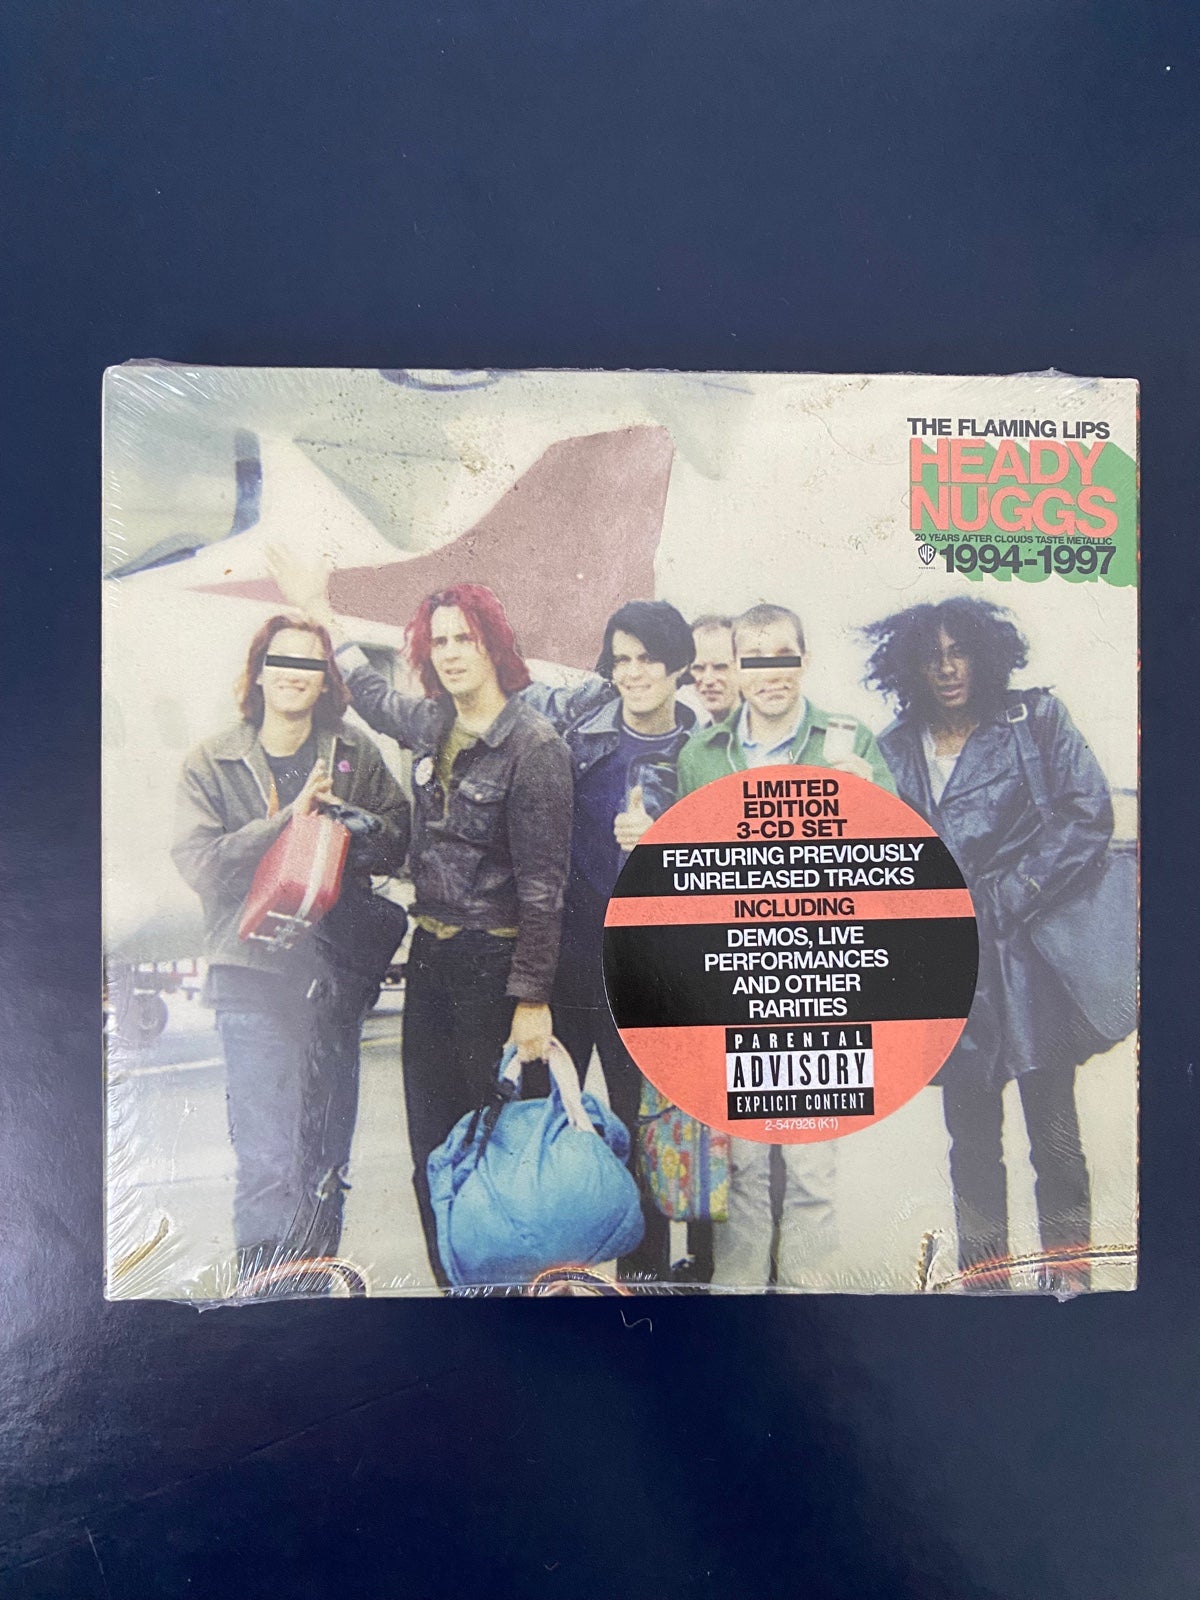 THE FLAMING LIPS
HEADY
NUGGS
20 YEARS AFTER CLOUDS TASTE METALLIC
WB 1994-1997
LIMITED
EDITION
3-CD SET
FEATURING PREVIOUSLY
UNRELEASED TRACKS
INCLUDING
DEMOS, LIVE
PERFORMANCES
AND OTHER
RARITIES
PARENTAL
ADVISORY
EXPLICIT CONTENT
2-547926 (K1)